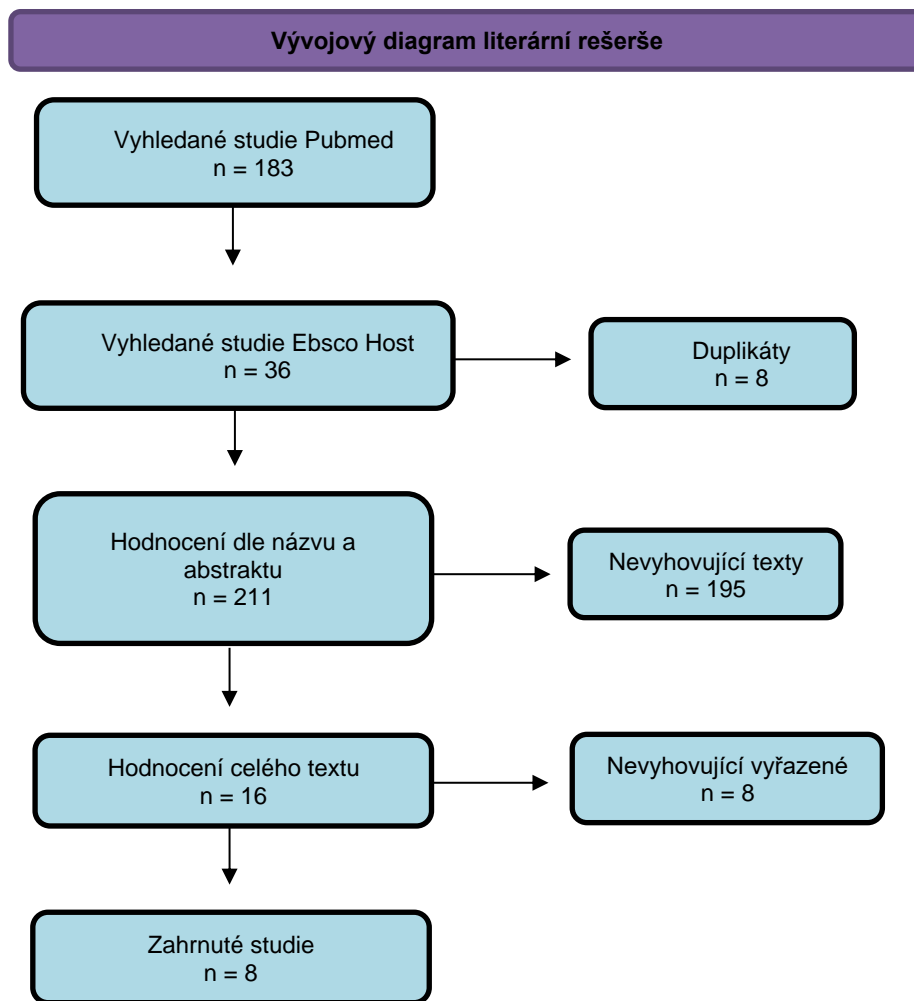 Vývojový diagram literární rešerše
Vyhledané studie Pubmed
n = 183
Vyhledané studie Ebsco Host
n = 36
Duplikáty
n = 8
Hodnocení dle názvu a
abstraktu
n = 211
Nevyhovující texty
n = 195
Hodnocení celého textu
n = 16
Nevyhovující vyřazené
n = 8
Zahrnuté studie
n = 8